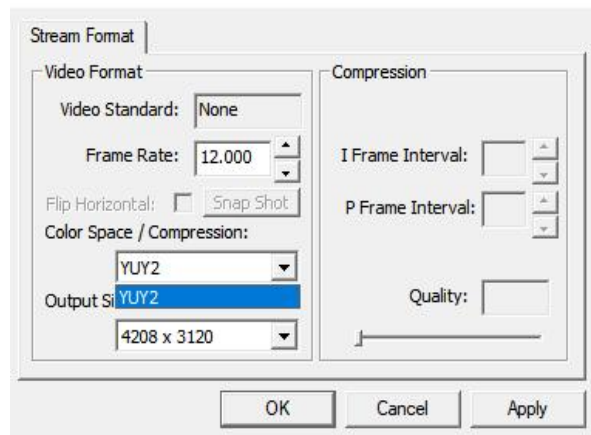 Stream Format
Video Format
Video Standard: None
Frame Rate: 12.000
Flip Horizontal: Snap Shot
Color Space / Compression:
YUY2
Output Si YUY2
4208 x 3120
Compression
I Frame Interval:
P Frame Interval:
Quality:
OK Cancel Apply